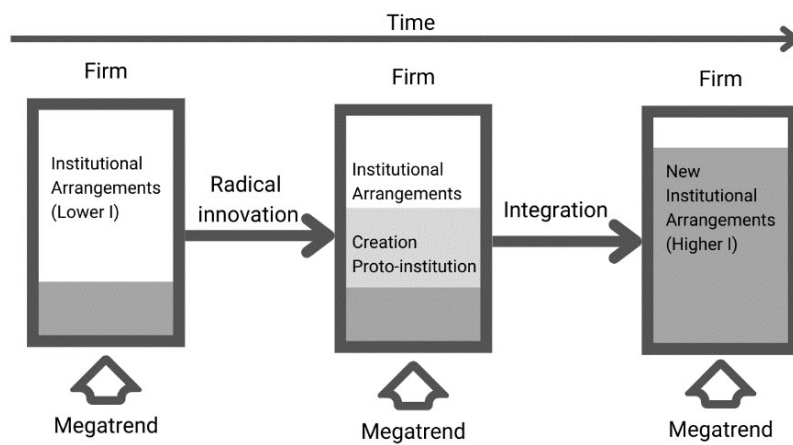 Time
Firm
Firm
Firm
Institutional
Arrangements
(Lower I)
Radical
innovation
Institutional
Arrangements
Creation
Proto-institution
Integration
New
Institutional
Arrangements
(Higher I)
Megatrend
Megatrend
Megatrend